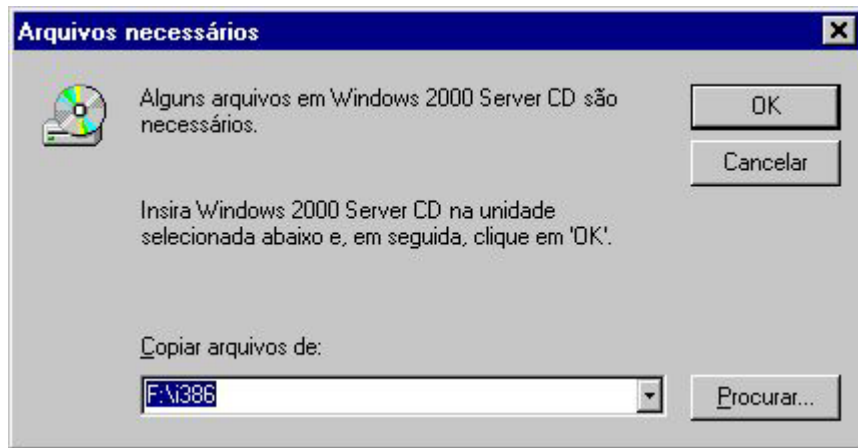 Arquivos necessários
Alguns arquivos em Windows 2000 Server CD são
necessários.
OK
Cancelar
Insira Windows 2000 Server CD na unidade
selecionada abaixo e, em seguida, clique em 'OK'.
Copiar arquivos de:
F:\i386
Procurar...